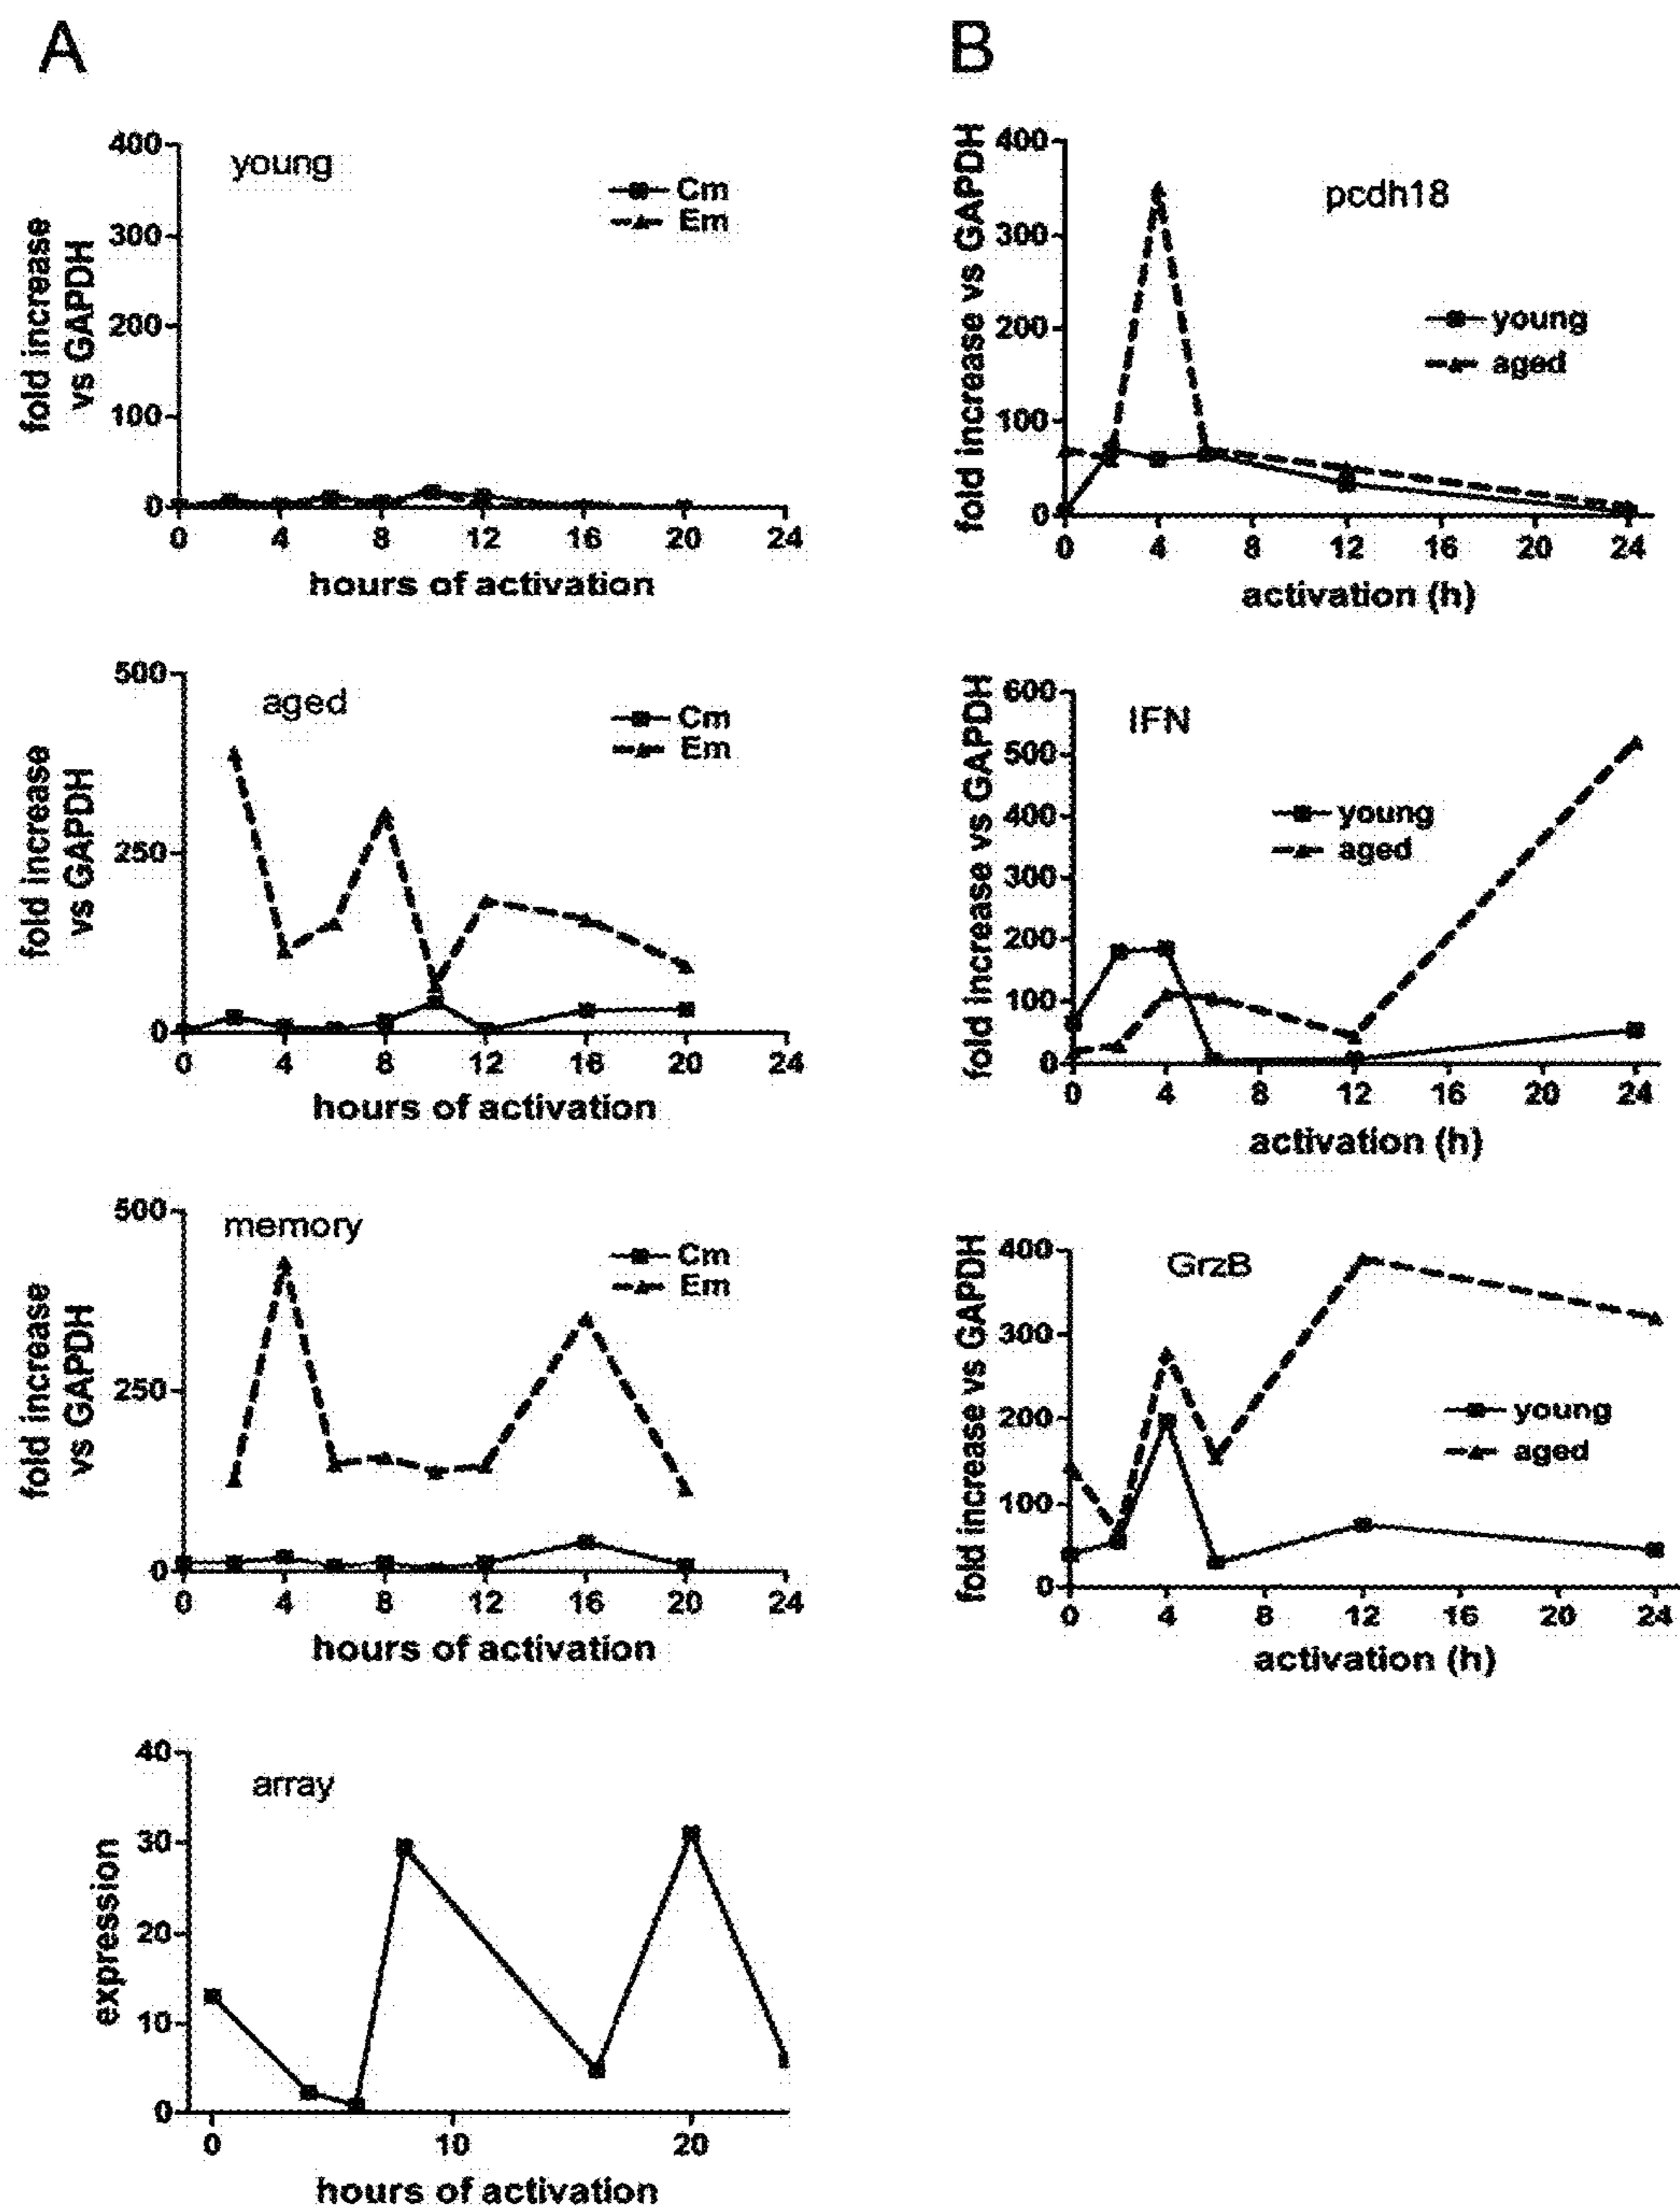 A
400
300
200
100
0
fold increase
vs GAPDH
young
Cm
Em
0 4 8 12 16 20 24
hours of activation
500
250
0
fold increase
vs GAPDH
aged
Cm
Em
0 4 8 12 16 20 24
hours of activation
500
250
0
fold increase
vs GAPDH
memory
Cm
Em
0 4 8 12 16 20 24
hours of activation
40
30
20
10
0
expression
array
0 10 20
hours of activation
B
400
300
200
100
0
fold increase vs GAPDH
pcdh18
young
aged
0 4 8 12 16 20 24
activation (h)
600
500
400
300
200
100
0
fold increase vs GAPDH
IFN
young
aged
0 4 8 12 16 20 24
activation (h)
400
300
200
100
0
fold increase vs GAPDH
GrzB
young
aged
0 4 8 12 16 20 24
activation (h)